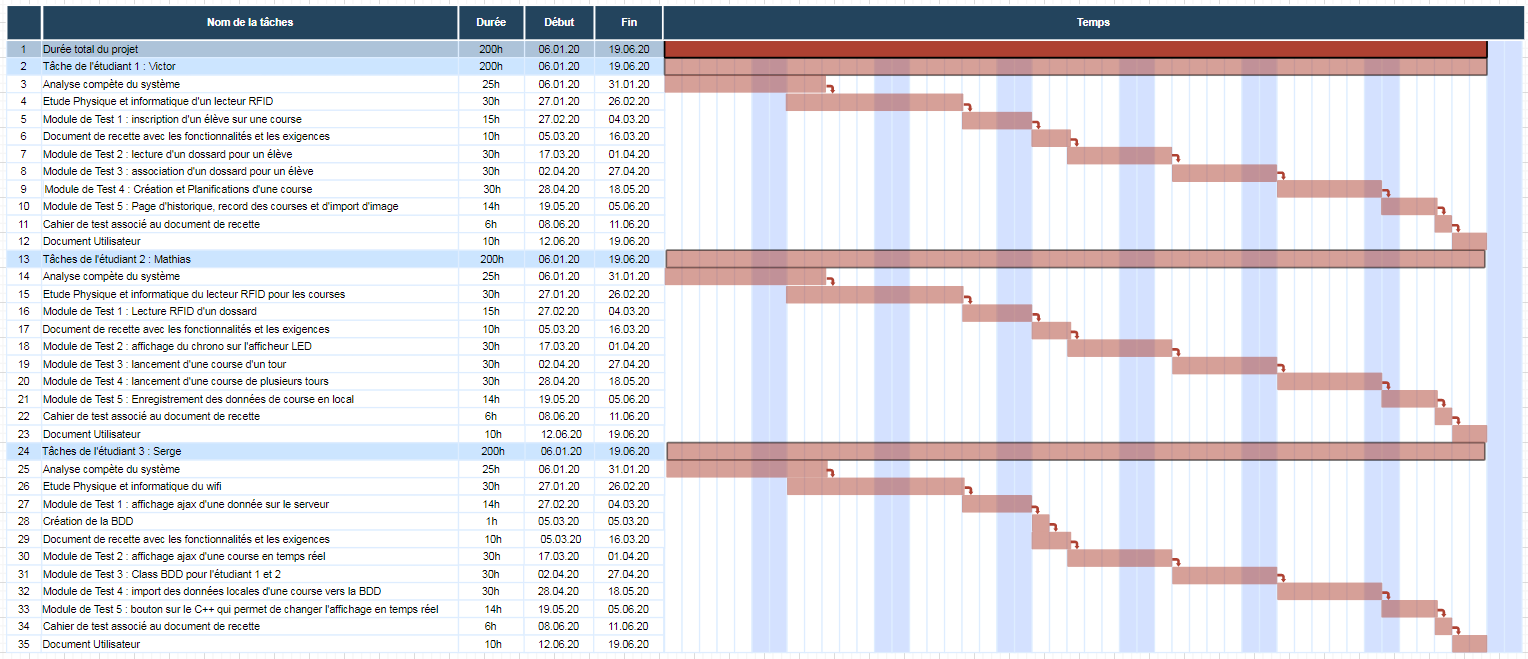 Nom de la tâches Durée Début Fin Temps
1 Durée total du projet 200h 06.01.20 19.06.20
2 Tâche de l'étudiant 1 : Victor 200h 06.01.20 19.06.20
3 Analyse compète du système 25h 06.01.20 31.01.20
4 Etude Physique et informatique d'un lecteur RFID 30h 27.01.20 26.02.20
5 Module de Test 1 : inscription d'un élève sur une course 15h 27.02.20 04.03.20
6 Document de recette avec les fonctionnalités et les exigences 10h 05.03.20 16.03.20
7 Module de Test 2 : lecture d'un dossard pour un élève 30h 17.03.20 01.04.20
8 Module de Test 3 : association d'un dossard pour un élève 30h 02.04.20 27.04.20
9 Module de Test 4 : Création et Planifications d'une course 30h 28.04.20 18.05.20
10 Module de Test 5 : Page d'historique, record des courses et d'import d'image 14h 19.05.20 05.06.20
11 Cahier de test associé au document de recette 6h 08.06.20 11.06.20
12 Document Utilisateur 10h 12.06.20 19.06.20
13 Tâches de l'étudiant 2 : Mathias 200h 06.01.20 19.06.20
14 Analyse compète du système 25h 06.01.20 31.01.20
15 Etude Physique et informatique du lecteur RFID pour les courses 30h 27.01.20 26.02.20
16 Module de Test 1 : Lecture RFID d'un dossard 15h 27.02.20 04.03.20
17 Document de recette avec les fonctionnalités et les exigences 10h 05.03.20 16.03.20
18 Module de Test 2 : affichage du chrono sur l'afficheur LED 30h 17.03.20 01.04.20
19 Module de Test 3 : lancement d'une course d'un tour 30h 02.04.20 27.04.20
20 Module de Test 4 : lancement d'une course de plusieurs tours 30h 28.04.20 18.05.20
21 Module de Test 5 : Enregistrement des données de course en local 14h 19.05.20 05.06.20
22 Cahier de test associé au document de recette 6h 08.06.20 11.06.20
23 Document Utilisateur 10h 12.06.20 19.06.20
24 Tâches de l'étudiant 3 : Serge 200h 06.01.20 19.06.20
25 Analyse compète du système 25h 06.01.20 31.01.20
26 Etude Physique et informatique du wifi 30h 27.01.20 26.02.20
27 Module de Test 1 : affichage ajax d'une donnée sur le serveur 14h 27.02.20 04.03.20
28 Création de la BDD 1h 05.03.20 05.03.20
29 Document de recette avec les fonctionnalités et les exigences 10h 05.03.20 16.03.20
30 Module de Test 2 : affichage ajax d'une course en temps réel 30h 17.03.20 01.04.20
31 Module de Test 3 : Class BDD pour l'étudiant 1 et 2 30h 02.04.20 27.04.20
32 Module de Test 4 : import des données locales d'une course vers la BDD 30h 28.04.20 18.05.20
33 Module de Test 5 : bouton sur le C++ qui permet de changer l'affichage en temps réel 14h 19.05.20 05.06.20
34 Cahier de test associé au document de recette 6h 08.06.20 11.06.20
35 Document Utilisateur 10h 12.06.20 19.06.20